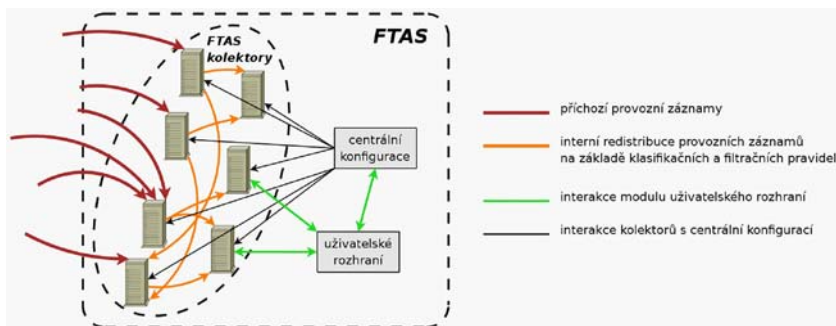 FTAS
FTAS
kolektory
centrální
konfigurace
uživatelské
rozhraní
příchozí provozní záznamy
interní redistribuce provozních záznamů
na základě klasifikačních a filtračních pravidel
interakce modulu uživatelského rozhraní
interakce kolektorů s centrální konfigurací